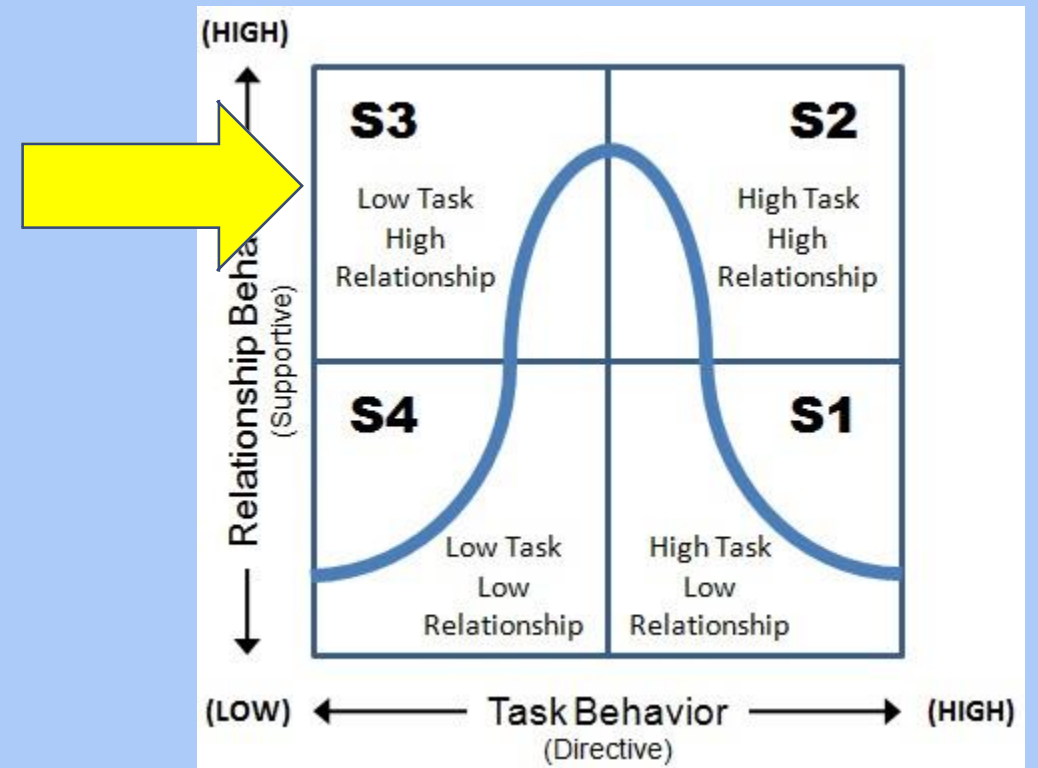 (HIGH)
S3
Low Task
High
Relationship
S2
High Task
High
Relationship
Relationship
(Supportive)
S4
Low Task
Low
Relationship
S1
High Task
Low
Relationship
(LOW)
Task Behavior
(Directive)
(HIGH)